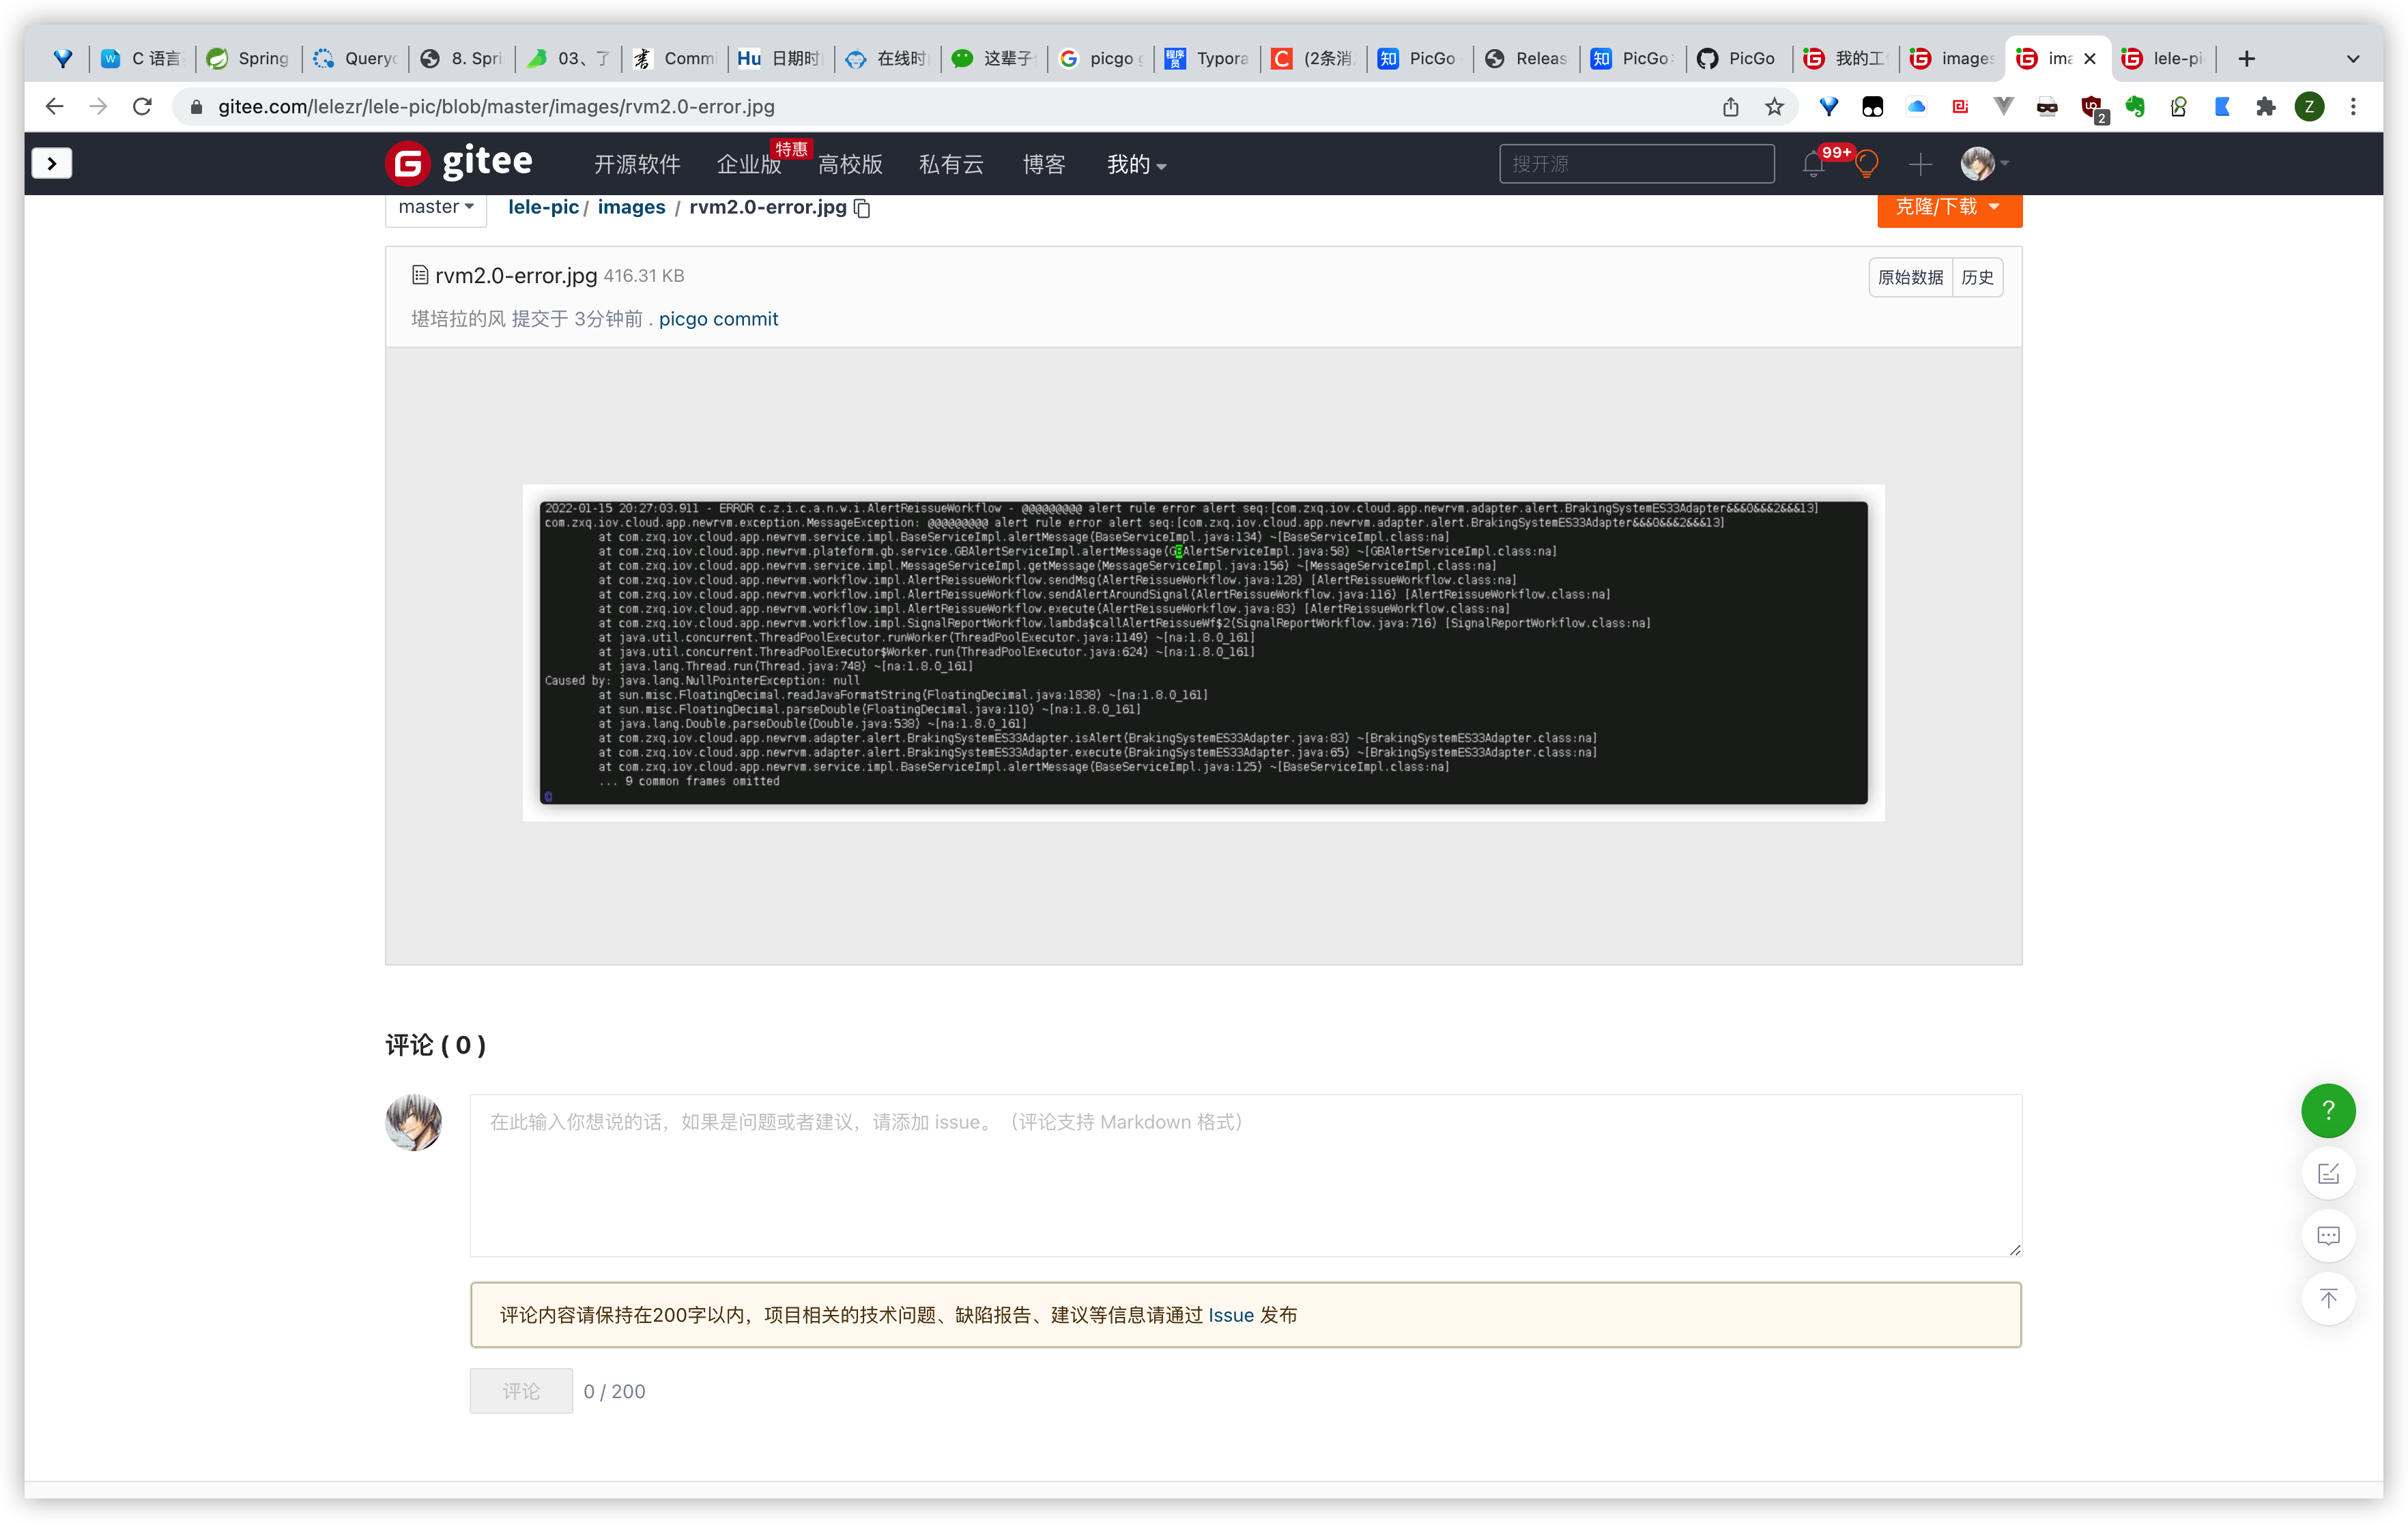 C 语言
Spring
Query
8. Spri
03、了
Commi
Hu 日期时
在线时
这辈子
picgo g
程序员 Typora
C (2条消
知 PicGo
Releas
知 PicGo
PicGo
我的工
images
ima
lele-pi
gitee.com/lelezr/lele-pic/blob/master/images/rvm2.0-error.jpg
2
Z
gitee
开源软件
企业版
特惠
高校版
私有云
博客
我的
搜开源
99+
master
lele-pic / images / rvm2.0-error.jpg
克隆/下载
rvm2.0-error.jpg 416.31 KB
原始数据
历史
堪培拉的风 提交于 3分钟前 . picgo commit
2022-01-15 20:27:03.911 - ERROR c.z.i.c.a.n.w.i.AlertReissueWorkflow - @@@@@@@@@ alert rule error alert seq:[com.zxq.iov.cloud.app.newrvm.adapter.alert.BrakingSystemES33Adapter&&&0&&&2&&&13]
com.zxq.iov.cloud.app.newrvm.exception.MessageException: @@@@@@@@@ alert rule error alert seq:[com.zxq.iov.cloud.app.newrvm.adapter.alert.BrakingSystemES33Adapter&&&0&&&2&&&13]
at com.zxq.iov.cloud.app.newrvm.service.impl.BaseServiceImpl.alertMessage(BaseServiceImpl.java:134) ~[BaseServiceImpl.class:na]
at com.zxq.iov.cloud.app.newrvm.plateform.gb.service.GBAlertServiceImpl.alertMessage(GBAlertServiceImpl.java:58) ~[GBAlertServiceImpl.class:na]
at com.zxq.iov.cloud.app.newrvm.service.impl.MessageServiceImpl.getMessage(MessageServiceImpl.java:156) ~[MessageServiceImpl.class:na]
at com.zxq.iov.cloud.app.newrvm.workflow.impl.AlertReissueWorkflow.sendMsg(AlertReissueWorkflow.java:128) [AlertReissueWorkflow.class:na]
at com.zxq.iov.cloud.app.newrvm.workflow.impl.AlertReissueWorkflow.sendAlertAroundSignal(AlertReissueWorkflow.java:116) [AlertReissueWorkflow.class:na]
at com.zxq.iov.cloud.app.newrvm.workflow.impl.AlertReissueWorkflow.execute(AlertReissueWorkflow.java:83) [AlertReissueWorkflow.class:na]
at com.zxq.iov.cloud.app.newrvm.workflow.impl.SignalReportWorkflow.lambda$callAlertReissueWf$2(SignalReportWorkflow.java:716) [SignalReportWorkflow.class:na]
at java.util.concurrent.ThreadPoolExecutor.runWorker(ThreadPoolExecutor.java:1149) ~[na:1.8.0_161]
at java.util.concurrent.ThreadPoolExecutor$Worker.run(ThreadPoolExecutor.java:624) ~[na:1.8.0_161]
at java.lang.Thread.run(Thread.java:748) ~[na:1.8.0_161]
Caused by: java.lang.NullPointerException: null
at sun.misc.FloatingDecimal.readJavaFormatString(FloatingDecimal.java:1838) ~[na:1.8.0_161]
at sun.misc.FloatingDecimal.parseDouble(FloatingDecimal.java:110) ~[na:1.8.0_161]
at java.lang.Double.parseDouble(Double.java:538) ~[na:1.8.0_161]
at com.zxq.iov.cloud.app.newrvm.adapter.alert.BrakingSystemES33Adapter.isAlert(BrakingSystemES33Adapter.java:83) ~[BrakingSystemES33Adapter.class:na]
at com.zxq.iov.cloud.app.newrvm.adapter.alert.BrakingSystemES33Adapter.execute(BrakingSystemES33Adapter.java:65) ~[BrakingSystemES33Adapter.class:na]
at com.zxq.iov.cloud.app.newrvm.service.impl.BaseServiceImpl.alertMessage(BaseServiceImpl.java:125) ~[BaseServiceImpl.class:na]
... 9 common frames omitted
@
评论 ( 0 )
在此输入你想说的话，如果是问题或者建议，请添加 issue。（评论支持 Markdown 格式）
评论内容请保持在200字以内，项目相关的技术问题、缺陷报告、建议等信息请通过 Issue 发布
评论
0 / 200